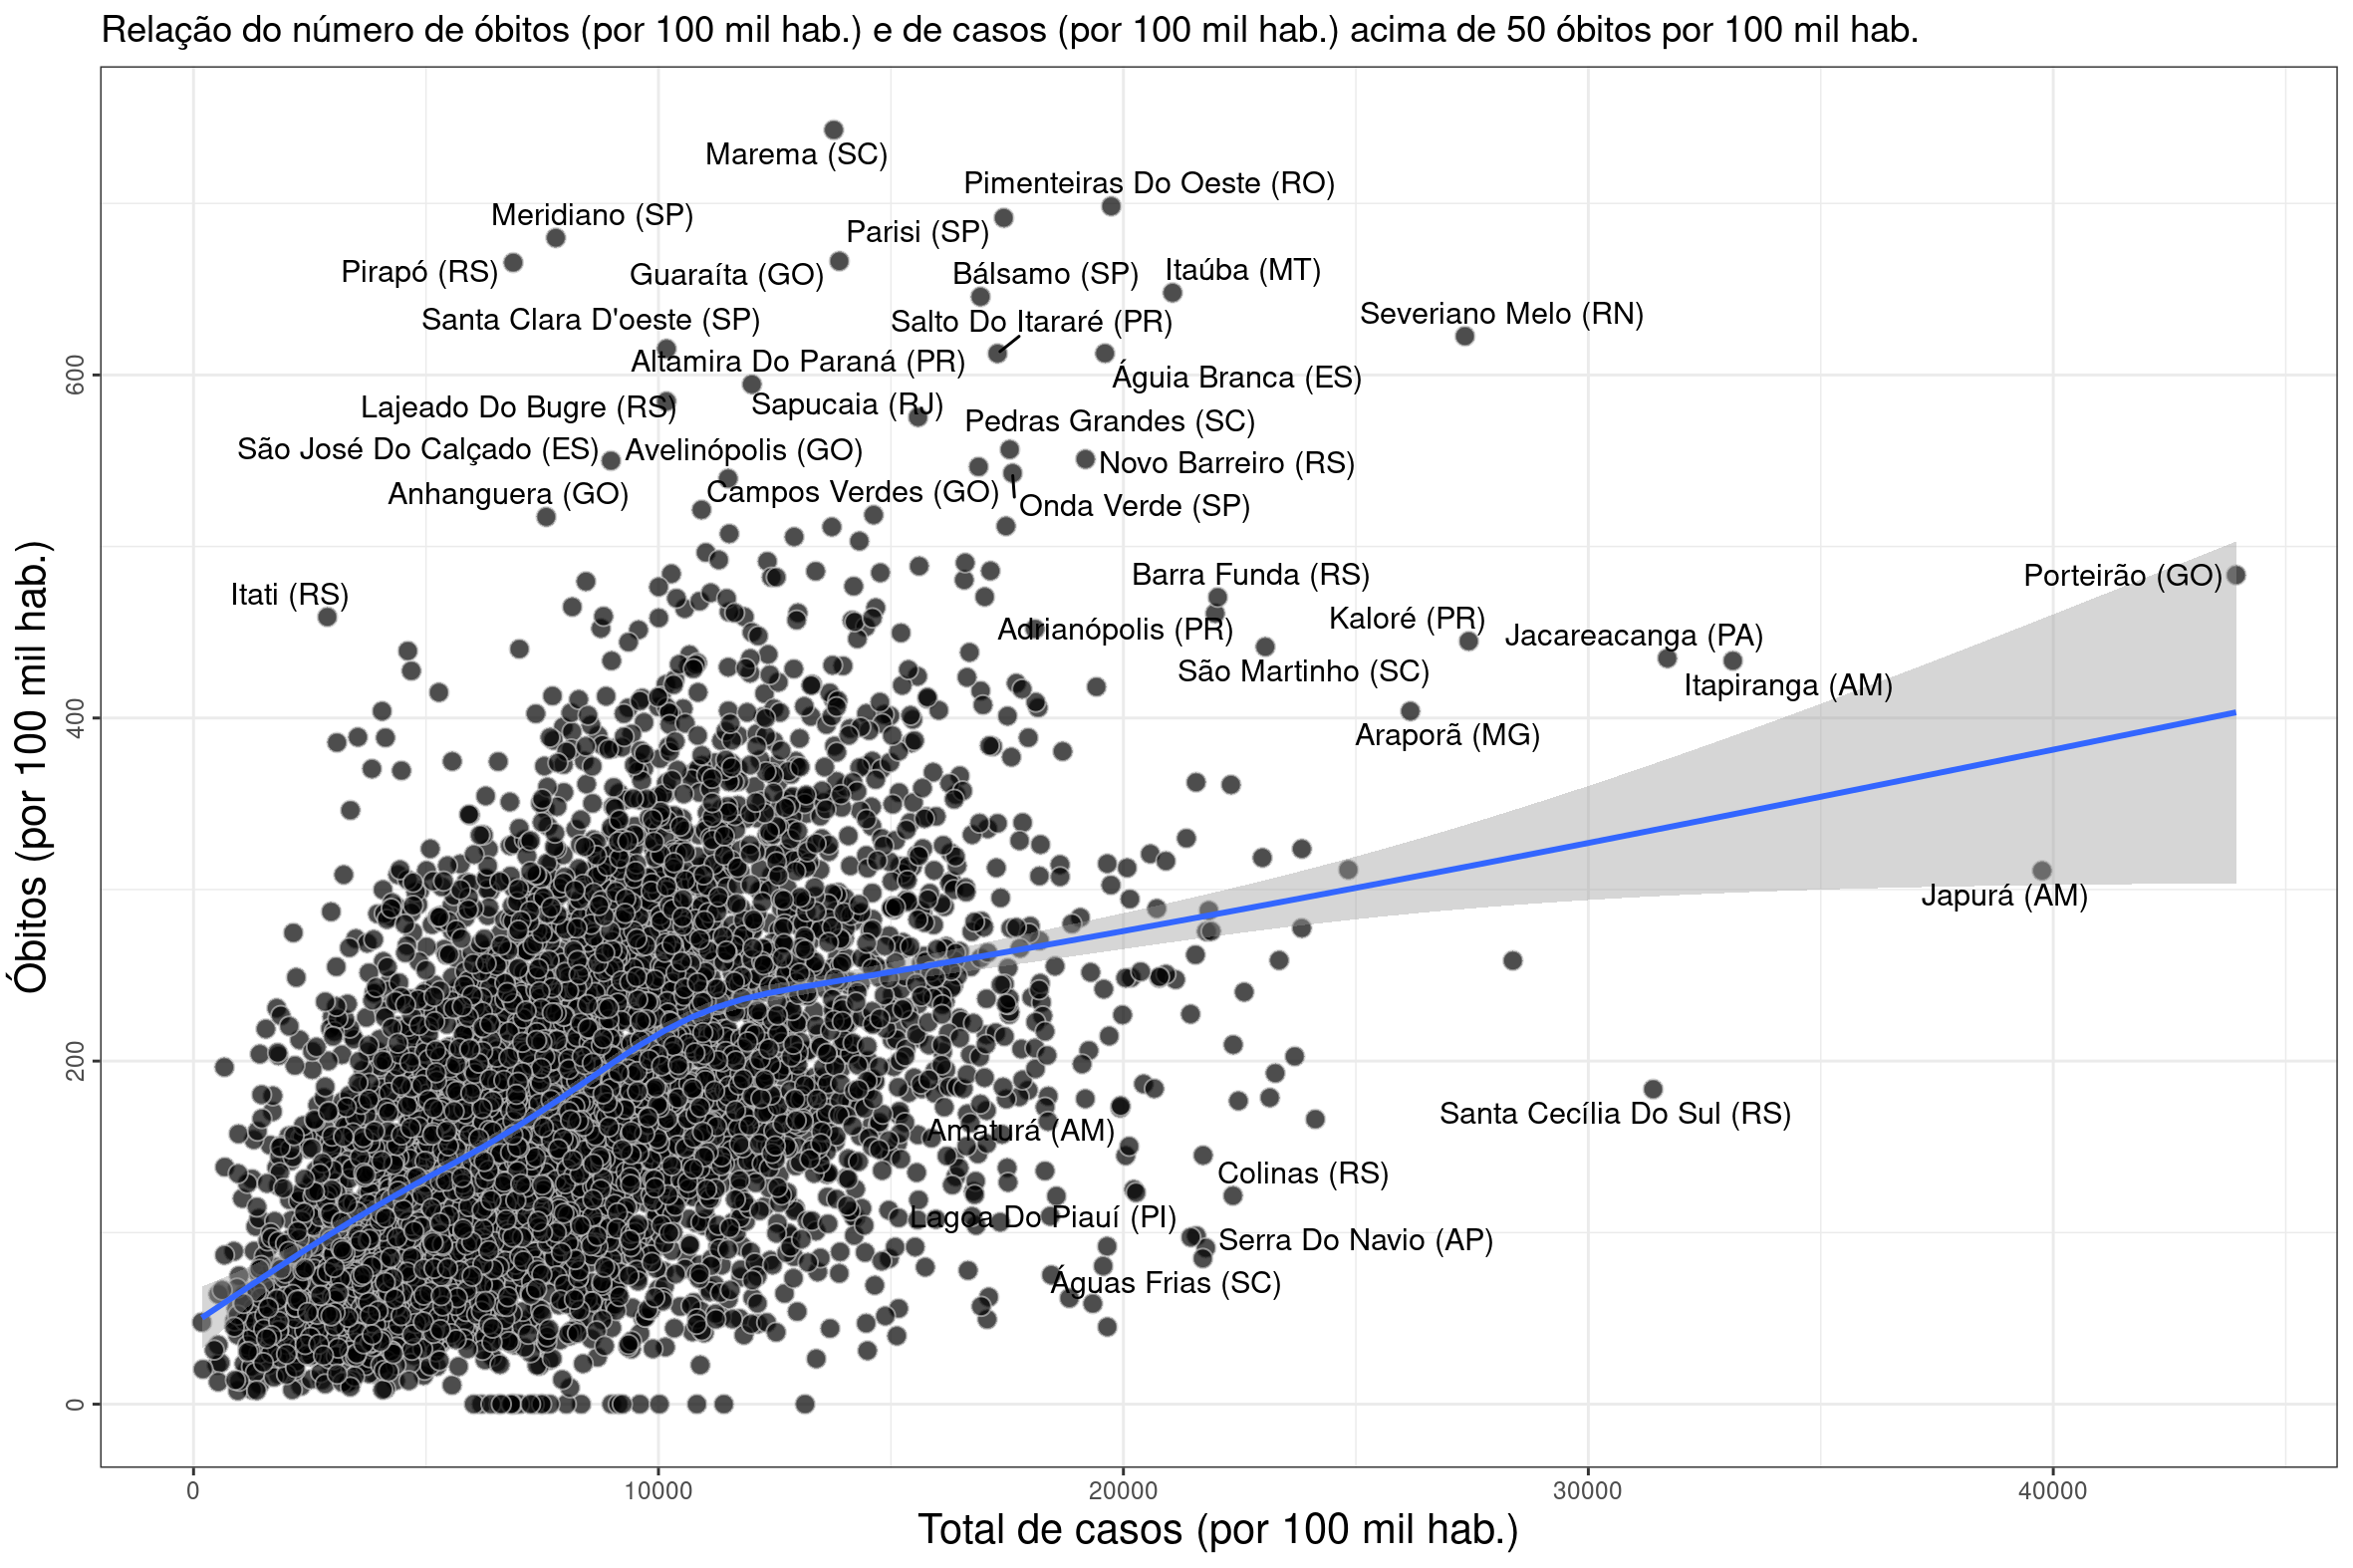 Relação do número de óbitos (por 100 mil hab.) e de casos (por 100 mil hab.) acima de 50 óbitos por 100 mil hab.
Marema (SC)
Pimenteiras Do Oeste (RO)
Meridiano (SP)
Parisi (SP)
Pirapó (RS)
Guaraíta (GO)
Bálsamo (SP)
Itaúba (MT)
Santa Clara D'oeste (SP)
Salto Do Itararé (PR)
Severiano Melo (RN)
Altamira Do Paraná (PR)
Águia Branca (ES)
Lajeado Do Bugre (RS)
Sapucaia (RJ)
Pedras Grandes (SC)
São José Do Calçado (ES)
Avelinópolis (GO)
Novo Barreiro (RS)
Anhanguera (GO)
Campos Verdes (GO)
Onda Verde (SP)
Itati (RS)
Barra Funda (RS)
Porteirão (GO)
Adrianópolis (PR)
Kaloré (PR)
Jacareacanga (PA)
São Martinho (SC)
Itapiranga (AM)
Araporã (MG)
Japurá (AM)
Santa Cecília Do Sul (RS)
Amaturá (AM)
Colinas (RS)
Lagoa Do Piauí (PI)
Serra Do Navio (AP)
Águas Frias (SC)
600
400
200
0
Óbitos (por 100 mil hab.)
0
10000
20000
30000
40000
Total de casos (por 100 mil hab.)